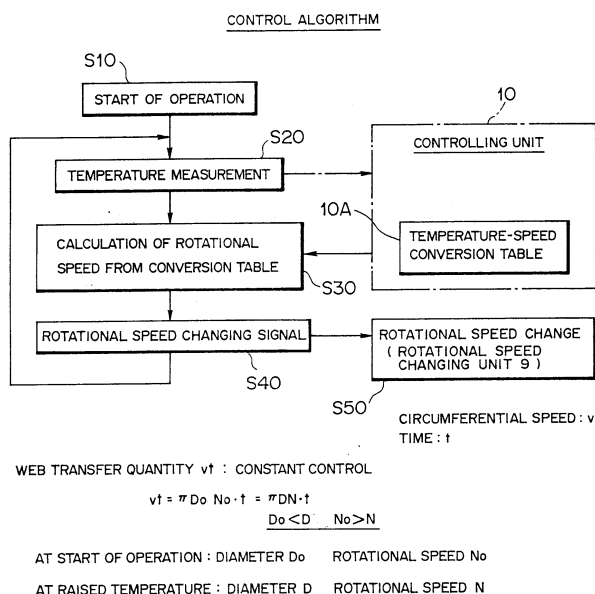 CONTROL ALGORITHM
S10
START OF OPERATION
S20
TEMPERATURE MEASUREMENT
10
CONTROLLING UNIT
10A
TEMPERATURE-SPEED
CONVERSION TABLE
CALCULATION OF ROTATIONAL
SPEED FROM CONVERSION TABLE
S30
ROTATIONAL SPEED CHANGING SIGNAL
S40
ROTATIONAL SPEED CHANGE
( ROTATIONAL SPEED
CHANGING UNIT 9 )
S50
CIRCUMFERENTIAL SPEED : v
TIME : t
WEB TRANSFER QUANTITY vt : CONSTANT CONTROL
vt = π Do No·t = πDN·t
Do<D No>N
AT START OF OPERATION : DIAMETER Do ROTATIONAL SPEED No
AT RAISED TEMPERATURE : DIAMETER D ROTATIONAL SPEED N